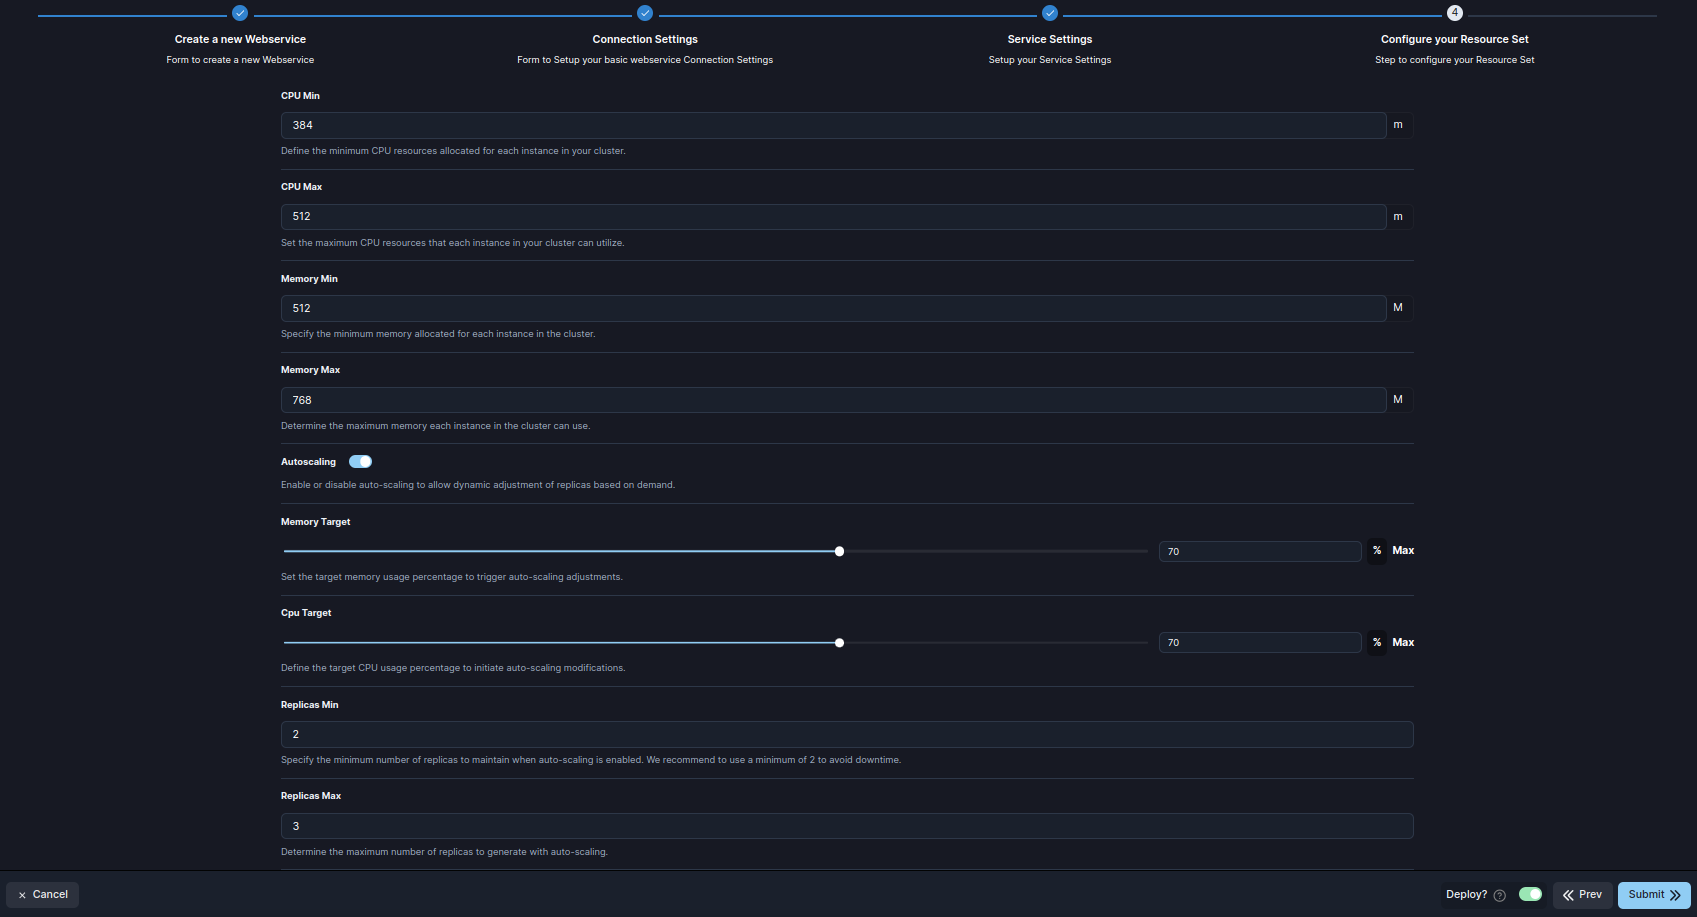 4
Create a new Webservice
Form to create a new Webservice
Connection Settings
Form to Setup your basic webservice Connection Settings
Service Settings
Setup your Service Settings
Configure your Resource Set
Step to configure your Resource Set
CPU Min
384 m
Define the minimum CPU resources allocated for each instance in your cluster.
CPU Max
512 m
Set the maximum CPU resources that each instance in your cluster can utilize.
Memory Min
512 M
Specify the minimum memory allocated for each instance in the cluster.
Memory Max
768 M
Determine the maximum memory each instance in the cluster can use.
Autoscaling
Enable or disable auto-scaling to allow dynamic adjustment of replicas based on demand.
Memory Target
70 % Max
Set the target memory usage percentage to trigger auto-scaling adjustments.
Cpu Target
70 % Max
Define the target CPU usage percentage to initiate auto-scaling modifications.
Replicas Min
2
Specify the minimum number of replicas to maintain when auto-scaling is enabled. We recommend to use a minimum of 2 to avoid downtime.
Replicas Max
3
Determine the maximum number of replicas to generate with auto-scaling.
Cancel
Deploy? ?
Prev
Submit